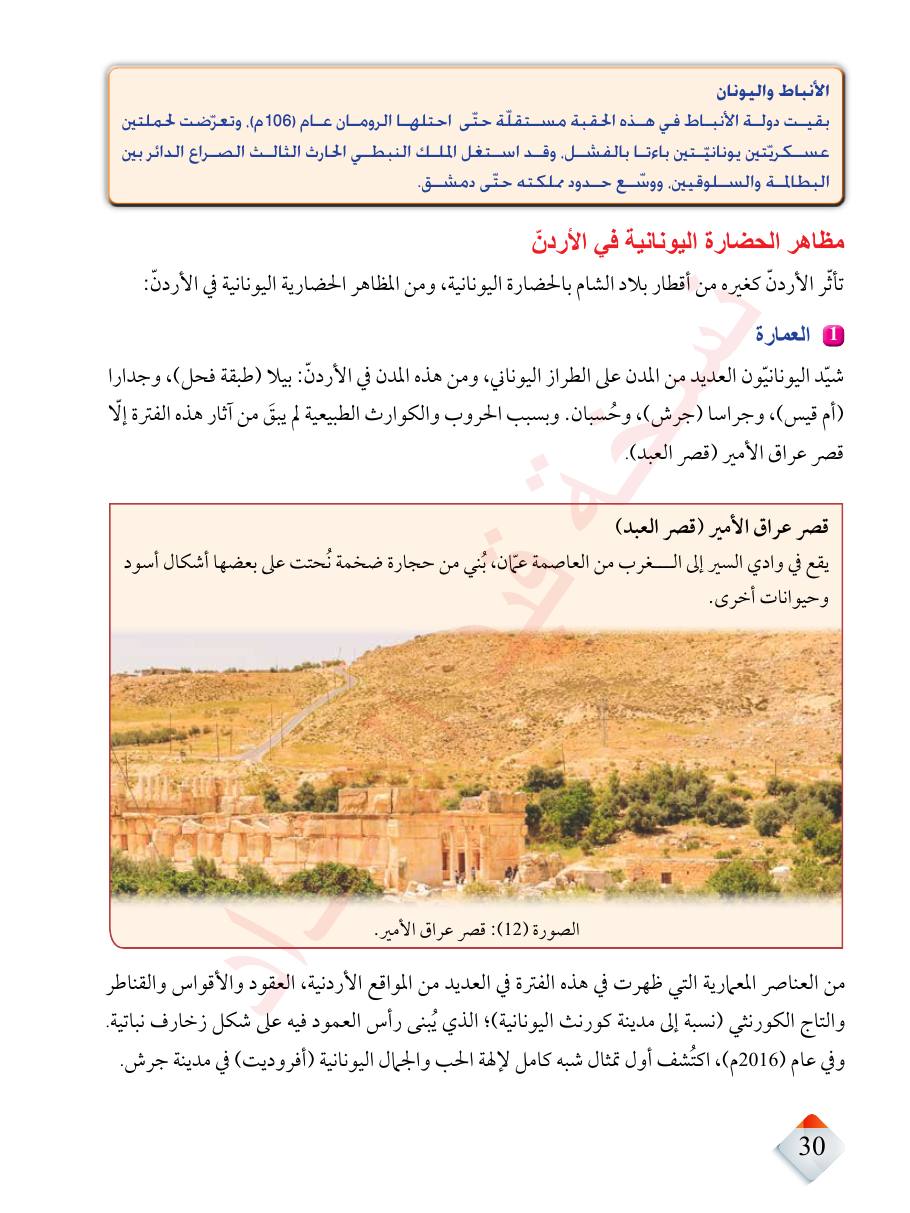 الأنباط واليونان
بقيت دولة الأنباط في هذه الحقبة مستقلّة حتّى احتلها الرومان عام (106م)، وتعرّضت لحملتين
عسكريّتين يونانيّتين باءتا بالفشل، وقد استغل الملك النبطي الحارث الثالث الصراع الدائر بين
البطالمة والسلوقيين، ووسّع حدود مملكته حتّى دمشق.
مظاهر الحضارة اليونانية في الأردنّ
تأثّر الأردنّ كغيره من أقطار بلاد الشام بالحضارة اليونانية، ومن المظاهر الحضارية اليونانية في الأردنّ:
1 العمارة
شيّد اليونانيّون العديد من المدن على الطراز اليوناني، ومن هذه المدن في الأردنّ: بيلا (طبقة فحل)، وجدارا
(أم قيس)، وجراسا (جرش)، وحُسبان. وبسبب الحروب والكوارث الطبيعية لم يبقَ من آثار هذه الفترة إلّا
قصر عراق الأمير (قصر العبد).
قصر عراق الأمير (قصر العبد)
يقع في وادي السير إلى الغرب من العاصمة عمّان، بُني من حجارة ضخمة نُحتت على بعضها أشكال أسود
وحيوانات أخرى.
الصورة (12): قصر عراق الأمير.
من العناصر المعمارية التي ظهرت في هذه الفترة في العديد من المواقع الأردنية، العقود والأقواس والقناطر
والتاج الكورنثي (نسبة إلى مدينة كورنث اليونانية)؛ الذي يُبنى رأس العمود فيه على شكل زخارف نباتية.
وفي عام (2016م)، اكتُشف أول تمثال شبه كامل لإلهة الحب والجمال اليونانية (أفروديت) في مدينة جرش.
30
نسخة قيد الإعداد